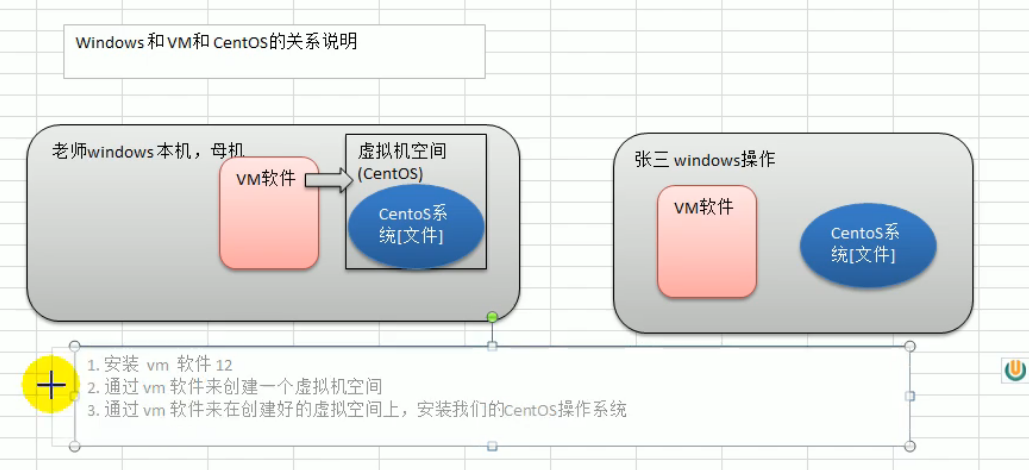 Windows 和 VM和 CentOS的关系说明
老师windows 本机，母机
VM软件
虚拟机空间
(CentOS)
CentoS系
统[文件]
张三 windows操作
VM软件
CentoS系
统[文件]
1. 安装 vm 软件 12
2. 通过 vm 软件来创建一个虚拟机空间
3. 通过 vm 软件来在创建好的虚拟空间上，安装我们的CentOS操作系统